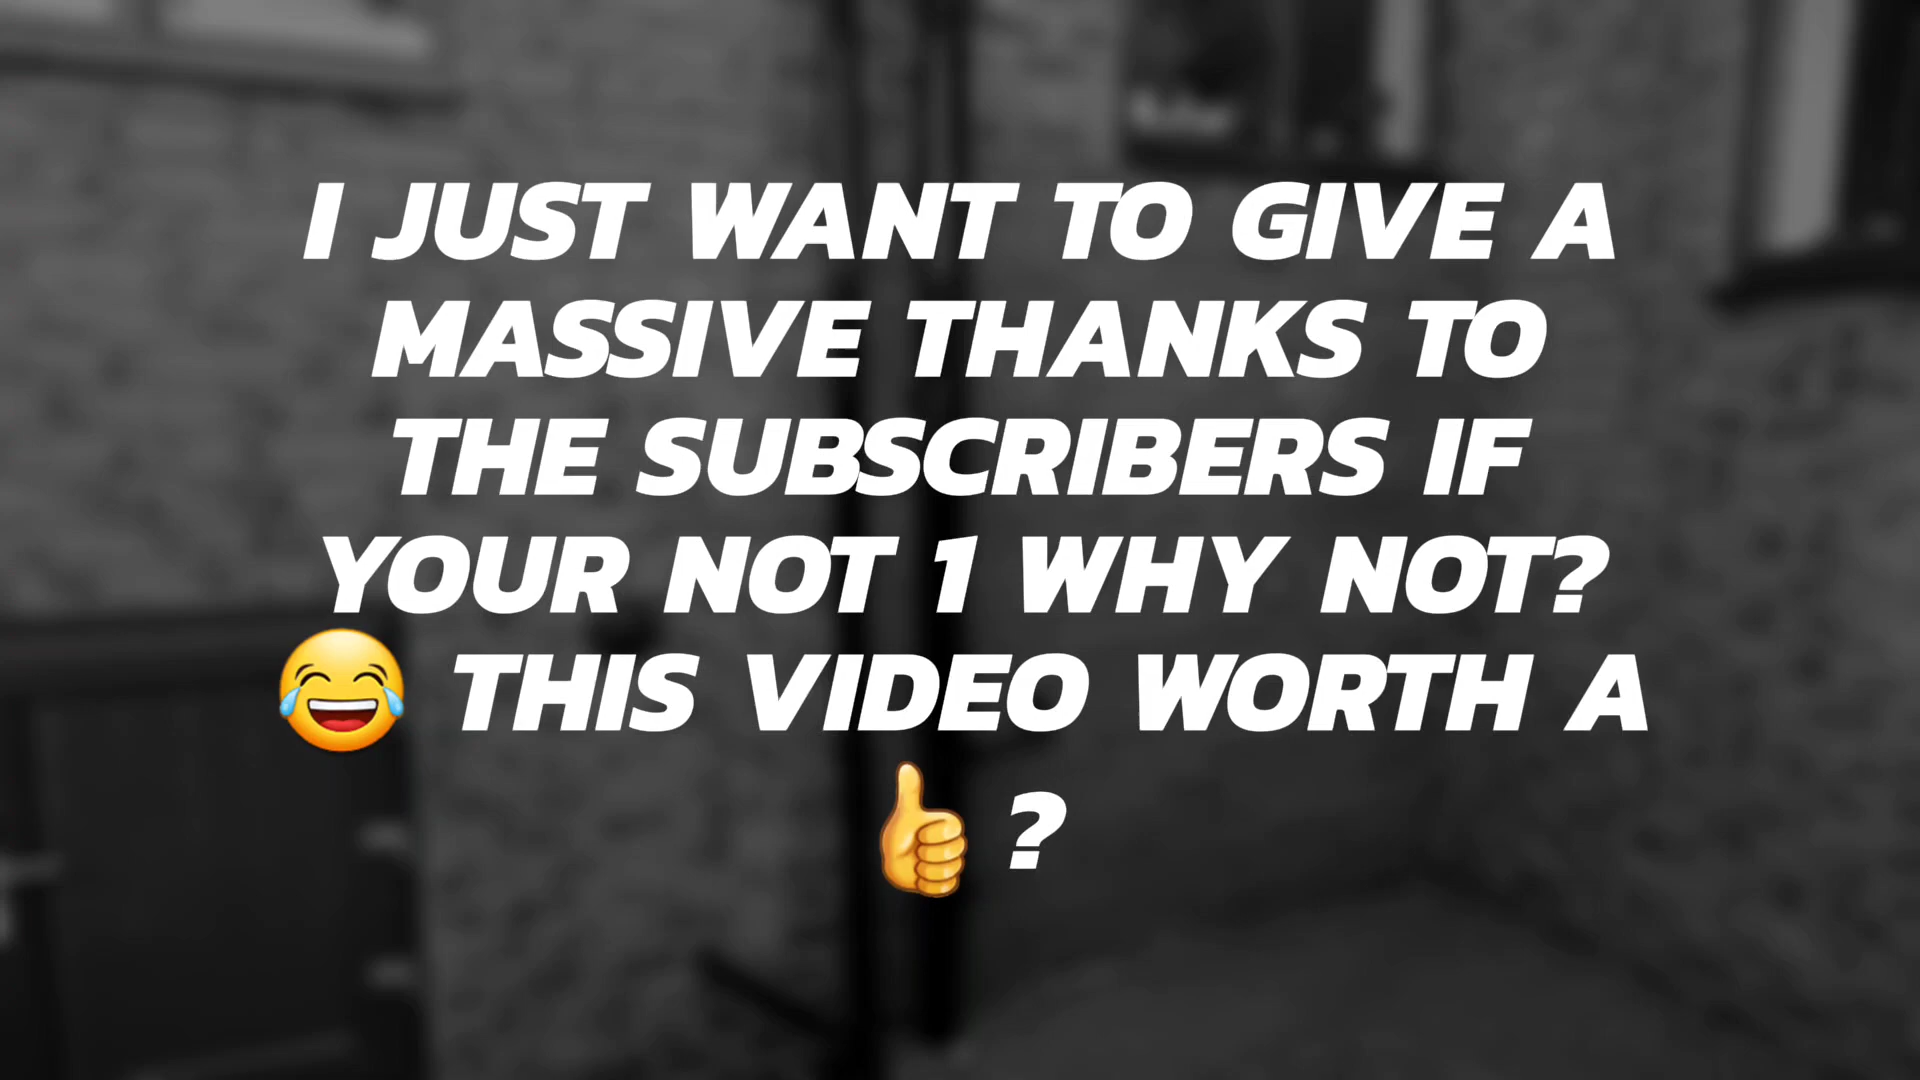 I JUST WANT TO GIVE A
MASSIVE THANKS TO
THE SUBSCRIBERS IF
YOUR NOT 1 WHY NOT?
😂 THIS VIDEO WORTH A
👍 ?